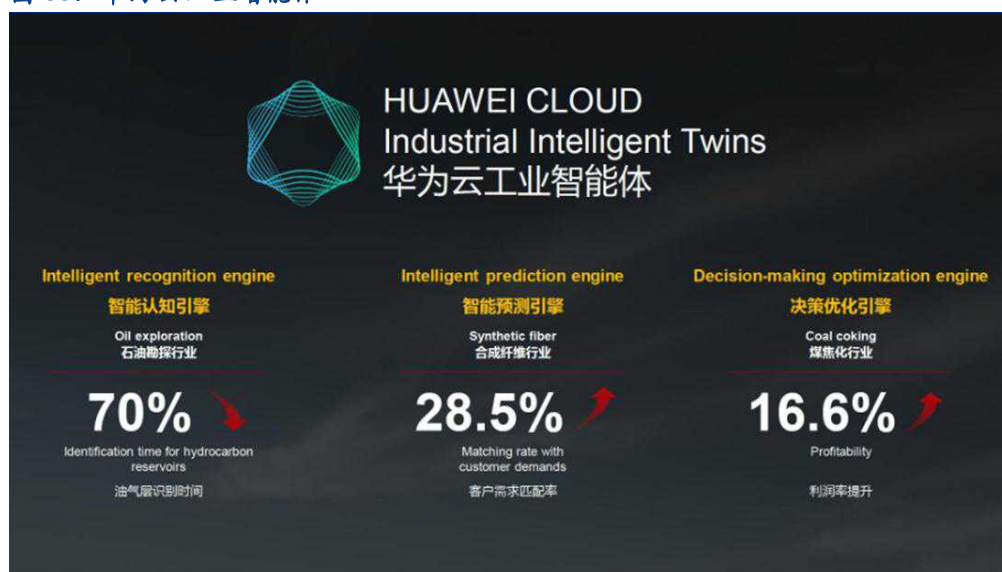 HUAWEI CLOUD
Industrial Intelligent Twins
华为云工业智能体
Intelligent recognition engine
智能认知引擎
Oil exploration
石油勘探行业
70%
Identification time for hydrocarbon
reservoirs
油气层识别时间
Intelligent prediction engine
智能预测引擎
Synthetic fiber
合成纤维行业
28.5%
Matching rate with
customer demands
客户需求匹配率
Decision-making optimization engine
决策优化引擎
Coal coking
煤焦化行业
16.6%
Profitability
利润率提升